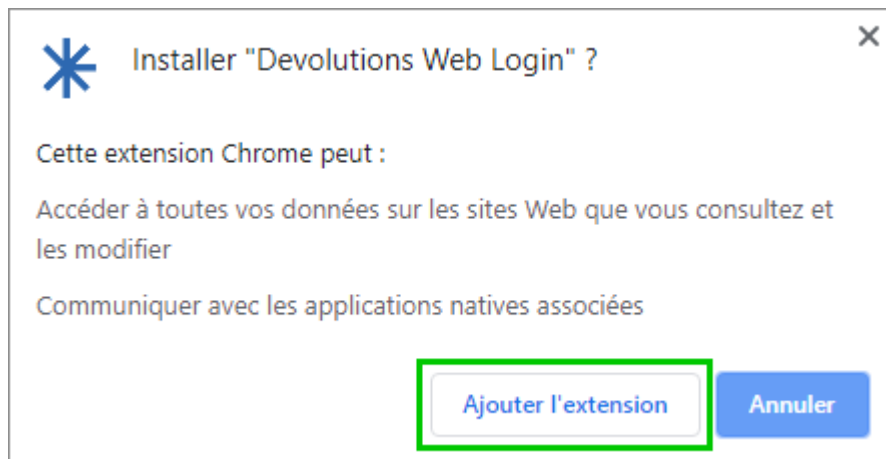 Installer "Devolutions Web Login" ?
Cette extension Chrome peut :
Accéder à toutes vos données sur les sites Web que vous consultez et
les modifier
Communiquer avec les applications natives associées
Ajouter l'extension
Annuler